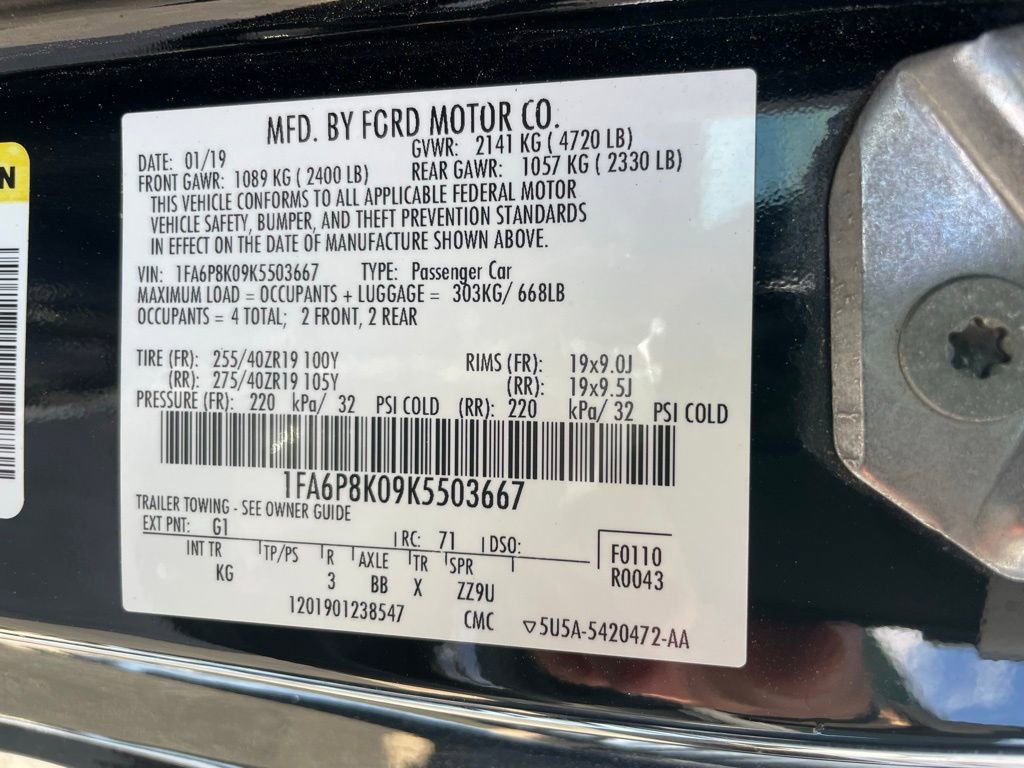 N
MFD. BY FORD MOTOR CO.
DATE: 01/19 GVWR: 2141 KG ( 4720 LB)
FRONT GAWR: 1089 KG ( 2400 LB) REAR GAWR: 1057 KG ( 2330 LB)
THIS VEHICLE CONFORMS TO ALL APPLICABLE FEDERAL MOTOR
VEHICLE SAFETY, BUMPER, AND THEFT PREVENTION STANDARDS
IN EFFECT ON THE DATE OF MANUFACTURE SHOWN ABOVE.
VIN: 1FA6P8K09K5503667 TYPE: Passenger Car
MAXIMUM LOAD = OCCUPANTS + LUGGAGE = 303KG/ 668LB
OCCUPANTS = 4 TOTAL; 2 FRONT, 2 REAR
TIRE (FR): 255/40ZR19 100Y RIMS (FR): 19x9.0J
(RR): 275/40ZR19 105Y (RR): 19x9.5J
PRESSURE (FR): 220 kPa/ 32 PSI COLD (RR): 220 kPa/ 32 PSI COLD
1FA6P8K09K5503667
TRAILER TOWING - SEE OWNER GUIDE
EXT PNT: G1 RC: 71 DSO: F0110
INT TR TP/PS R AXLE TR SPR R0043
KG 3 BB X ZZ9U
1201901238547 CMC ▽5U5A-5420472-AA